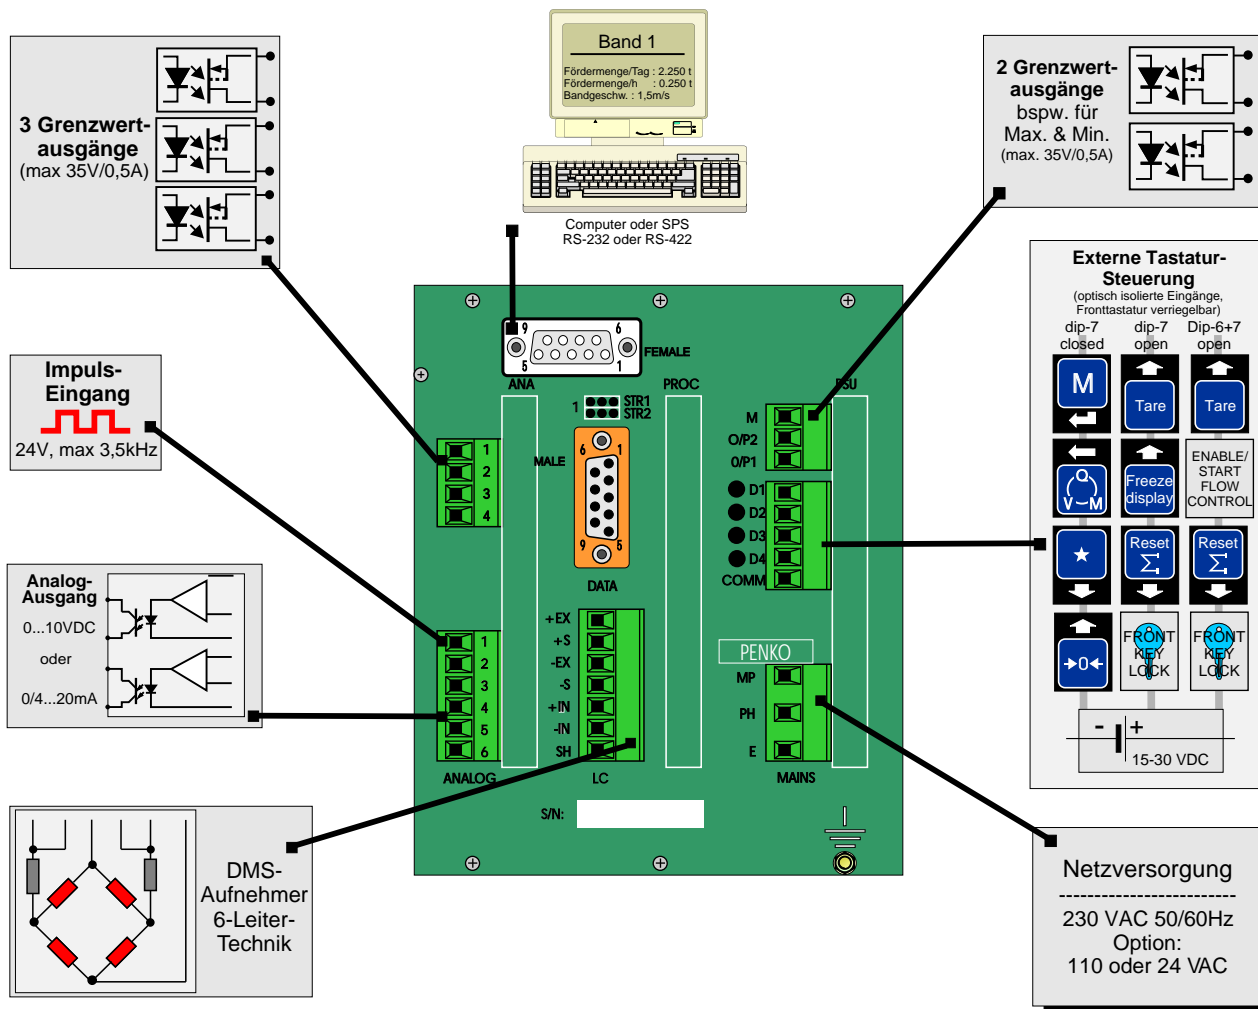 Band 1
Fördermenge/Tag : 2.250 t
Fördermenge/h : 0.250 t
Bandgeschw. : 1,5m/s
Computer oder SPS
RS-232 oder RS-422
3 Grenzwert-
ausgänge
(max 35V/0,5A)
2 Grenzwert-
ausgänge
bspw. für
Max. & Min.
(max. 35V/0,5A)
Impuls-
Eingang
24V, max 3,5kHz
Analog-
Ausgang
0...10VDC
oder
0/4...20mA
DMS-
Aufnehmer
6-Leiter-
Technik
9 6
5 1
FEMALE
ANA
PROC
PSU
1
STR1
STR2
MALE
6 1
9 5
DATA
1
2
3
4
1
2
3
4
5
6
ANALOG
+EX
+S
-EX
-S
+IN
-IN
SH
LC
M
O/P2
0/P1
D1
D2
D3
D4
COMM
PENKO
MP
PH
E
MAINS
S/N:
Externe Tastatur-
Steuerung
(optisch isolierte Eingänge,
Fronttastatur verriegelbar)
dip-7 closed
dip-7 open
Dip-6+7 open
M
Tare
Tare
Q
V M
Freeze
display
ENABLE/
START
FLOW
CONTROL
Reset
Σ
Reset
Σ
0
FRONT
KEY
LOCK
FRONT
KEY
LOCK
- +
15-30 VDC
Netzversorgung
------------------------
230 VAC 50/60Hz
Option:
110 oder 24 VAC